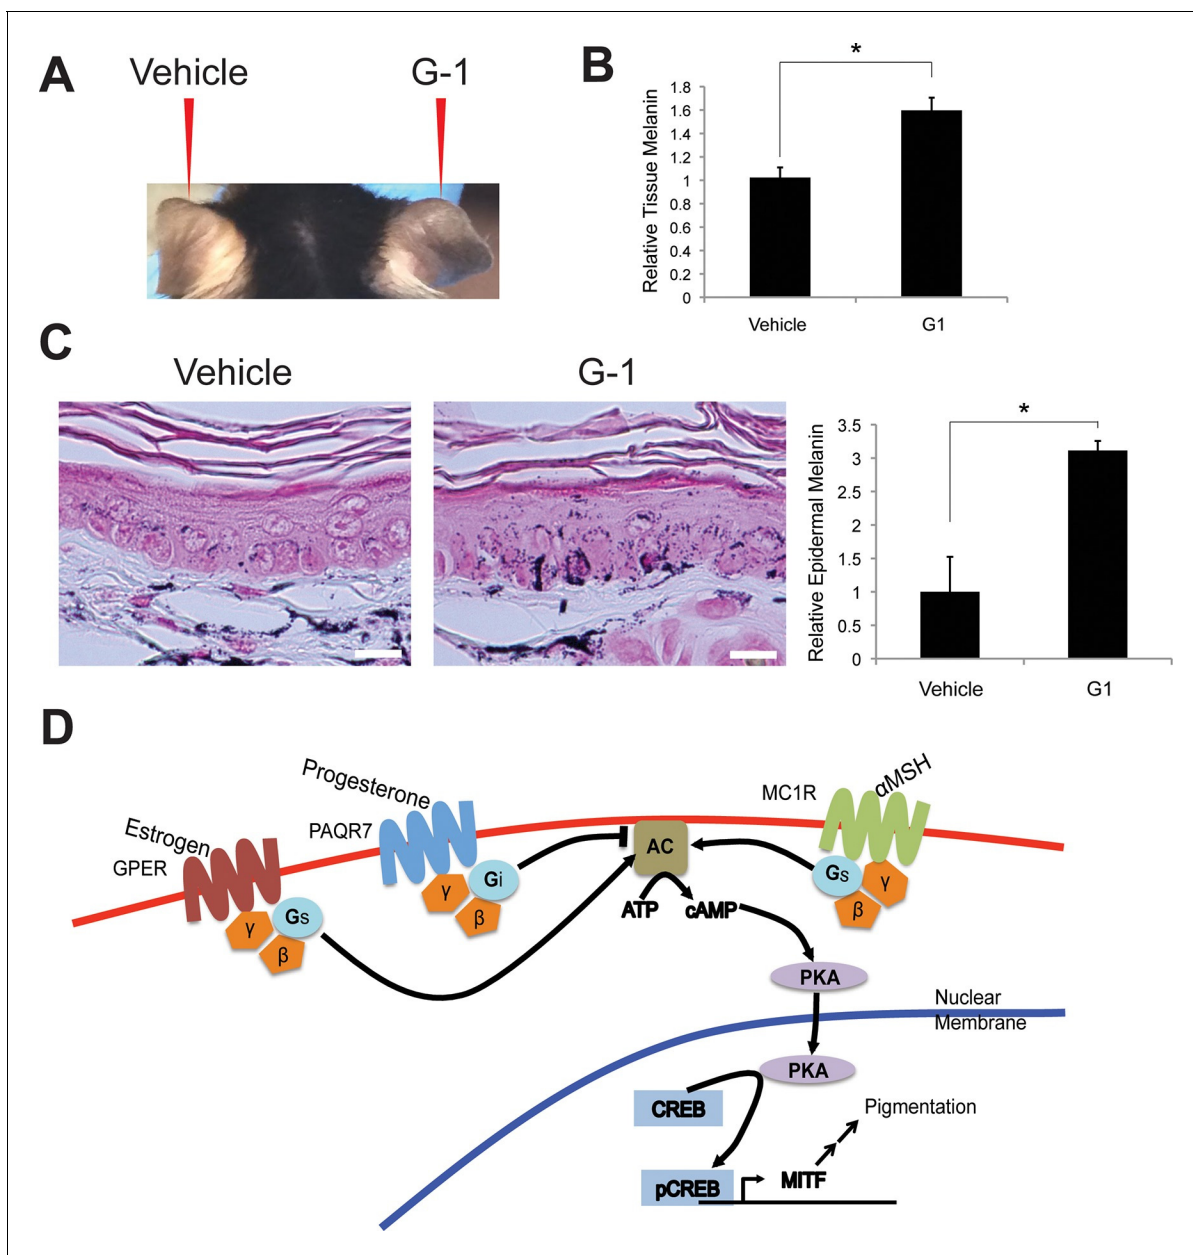 A
Vehicle
G-1
B
*
Relative Tissue Melanin
1.8
1.6
1.4
1.2
1
0.8
0.6
0.4
0.2
0
Vehicle
G1
C
Vehicle
G-1
*
Relative Epidermal Melanin
3.5
3
2.5
2
1.5
1
0.5
0
Vehicle
G1
D
Estrogen
GPER
γ
Gs
β
Progesterone
PAQR7
γ
Gi
β
AC
ATP
cAMP
MC1R
αMSH
Gs
γ
β
PKA
Nuclear
Membrane
PKA
CREB
pCREB
MITF
Pigmentation